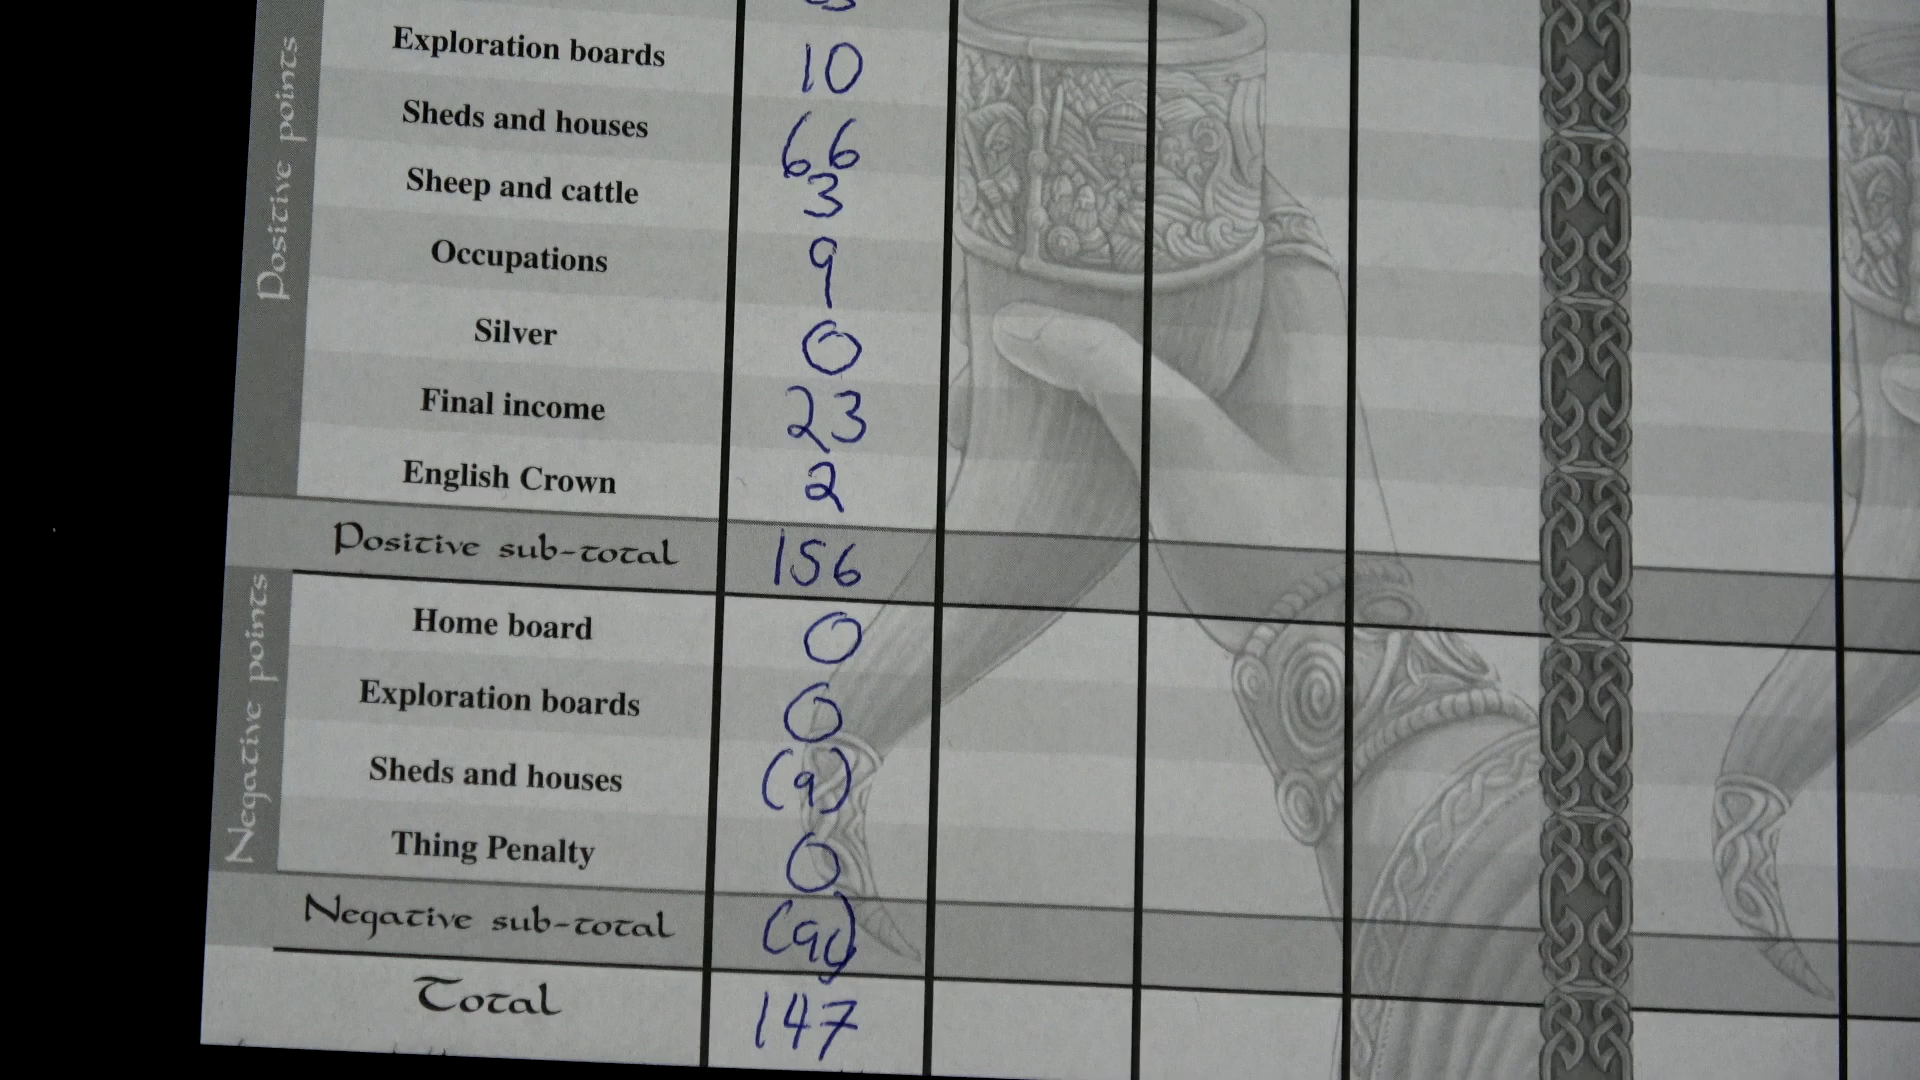 Positive points
Exploration boards 10
Sheds and houses 66
Sheep and cattle 3
Occupations 9
Silver 0
Final income 23
English Crown 2
Positive sub-total 156
Negative points
Home board 0
Exploration boards 0
Sheds and houses (9)
Thing Penalty 0
Negative sub-total (9)
Total 147